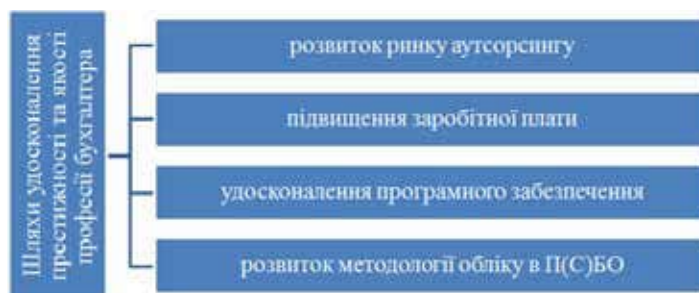 Шляхи удосконалення
престижності та якості
професії бухгалтера
розвиток ринку аутсорсингу
підвищення заробітної плати
удосконалення програмного забезпечення
розвиток методології обліку в П(С)БО